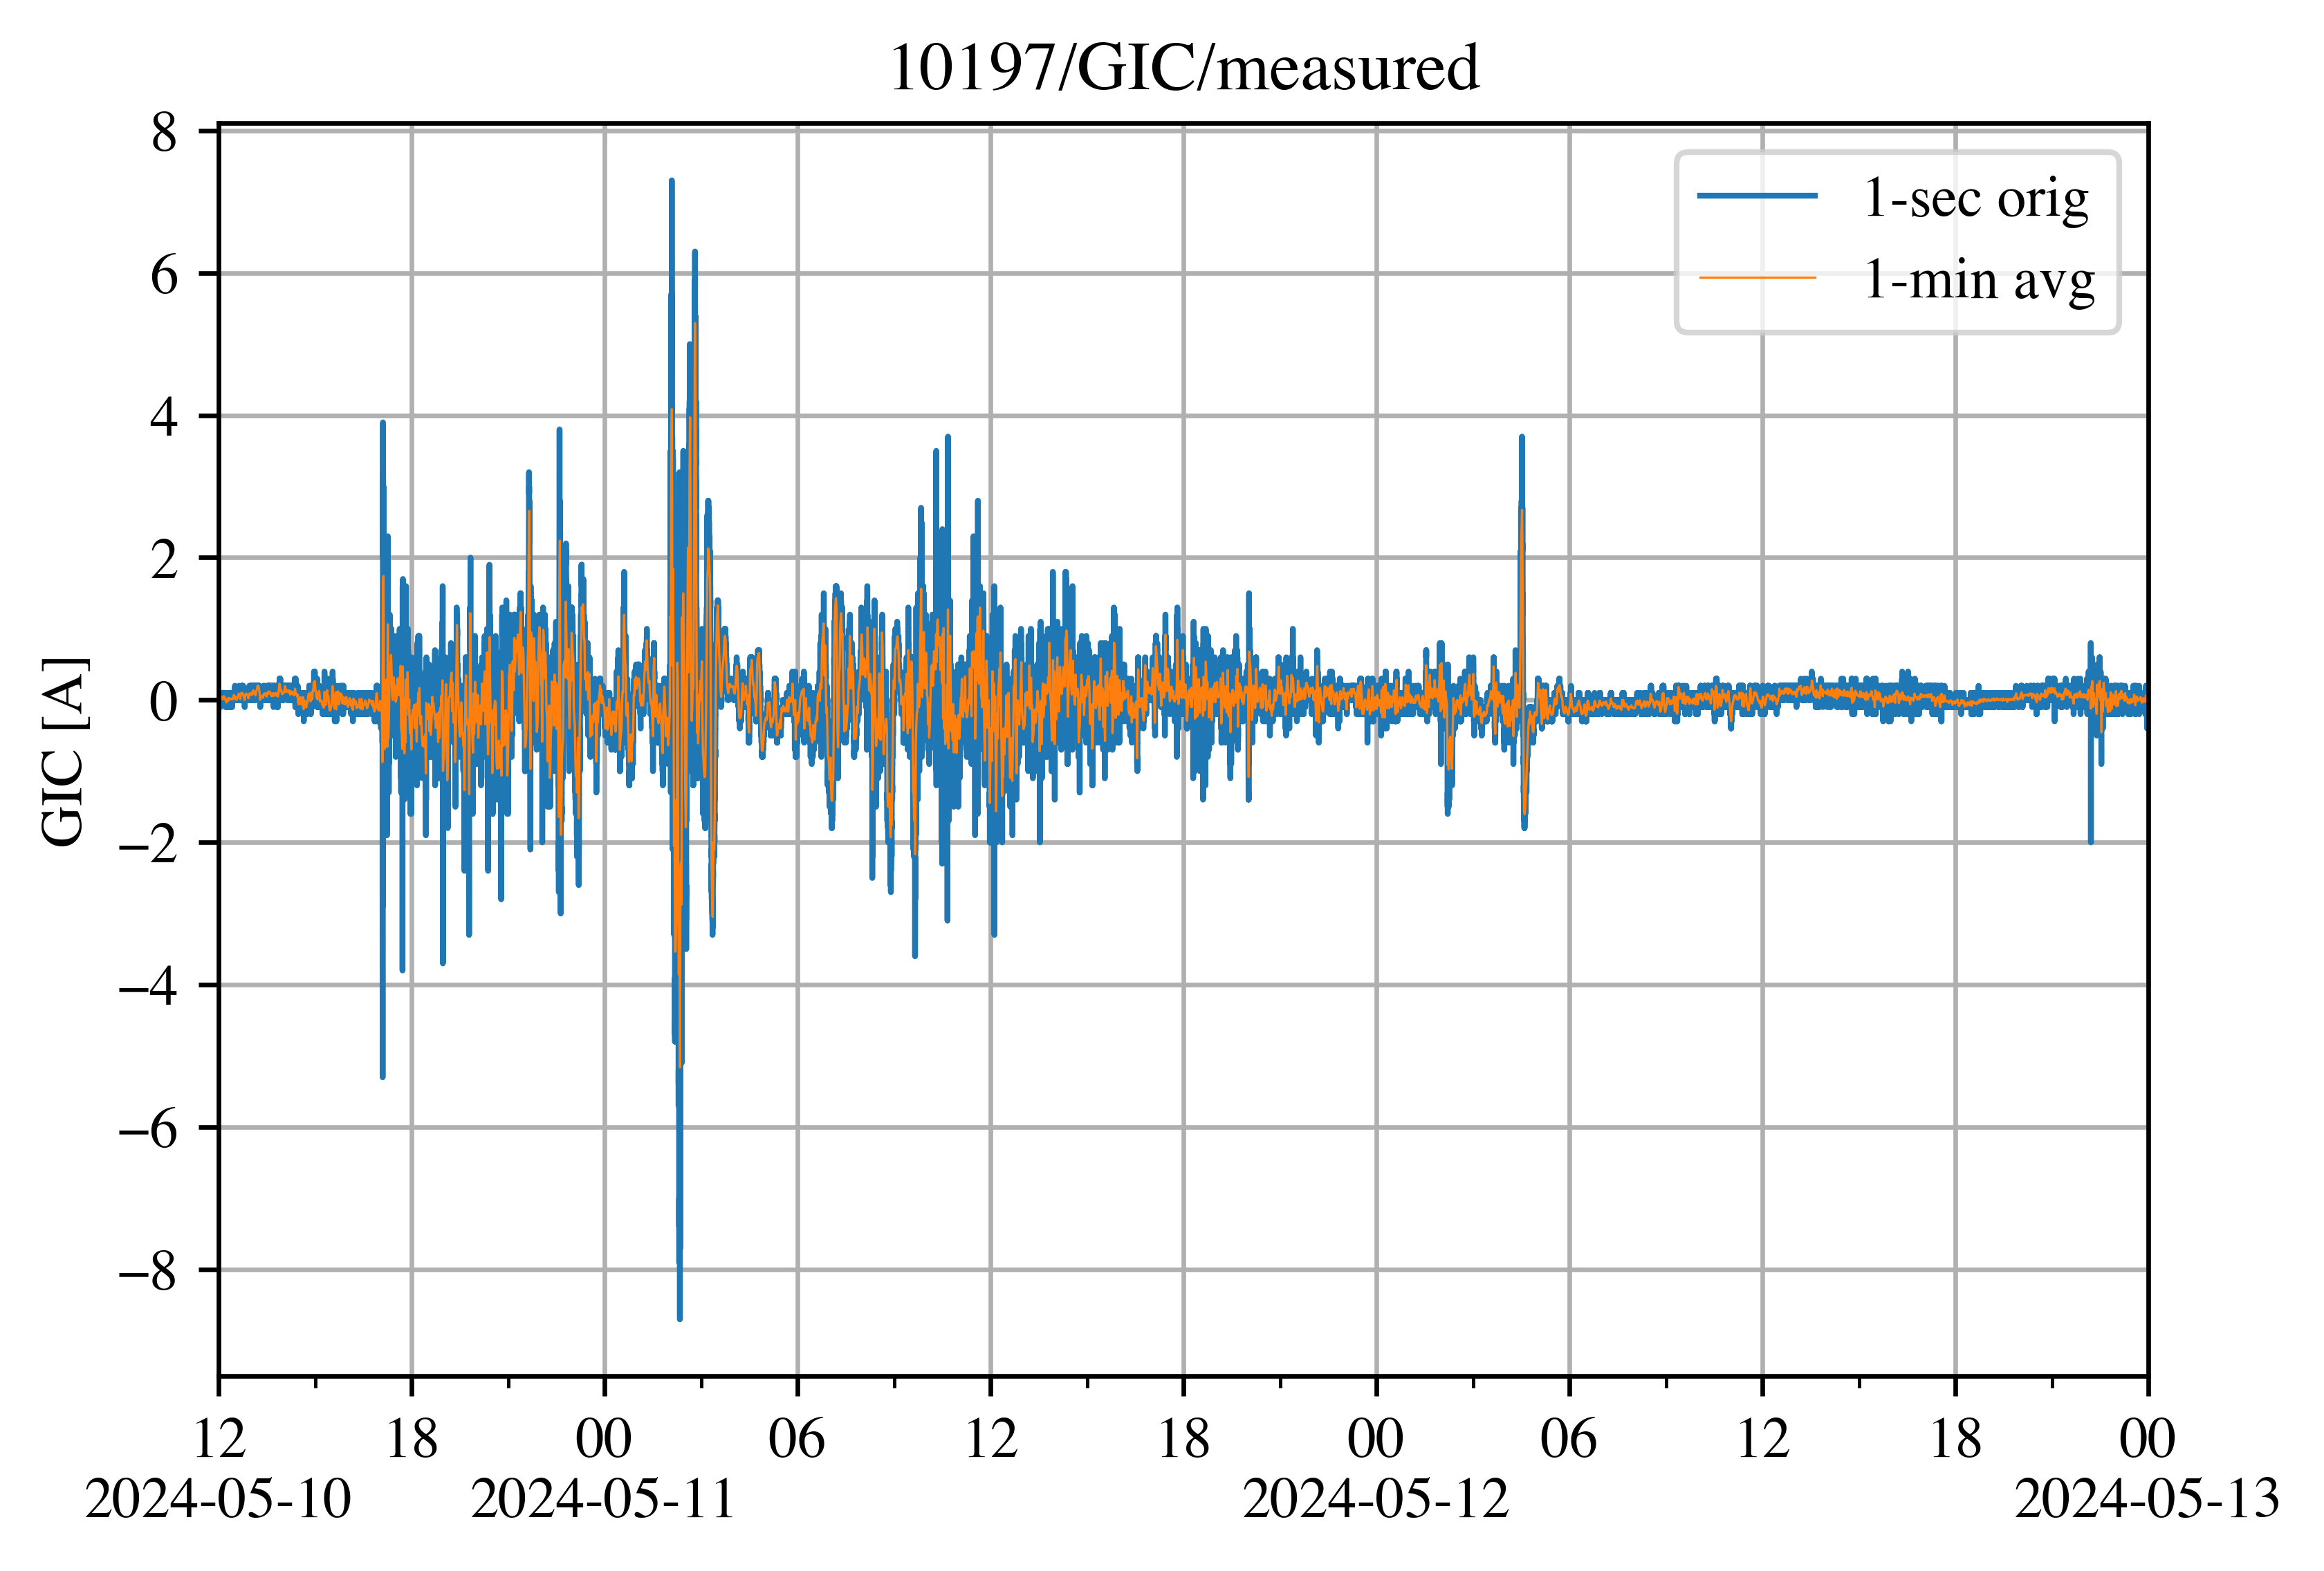 10197/GIC/measured
8
6
4
2
0
−2
−4
−6
−8
GIC [A]
1-sec orig
1-min avg
12 18 00 06 12 18 00 06 12 18 00
2024-05-10 2024-05-11 2024-05-12 2024-05-13